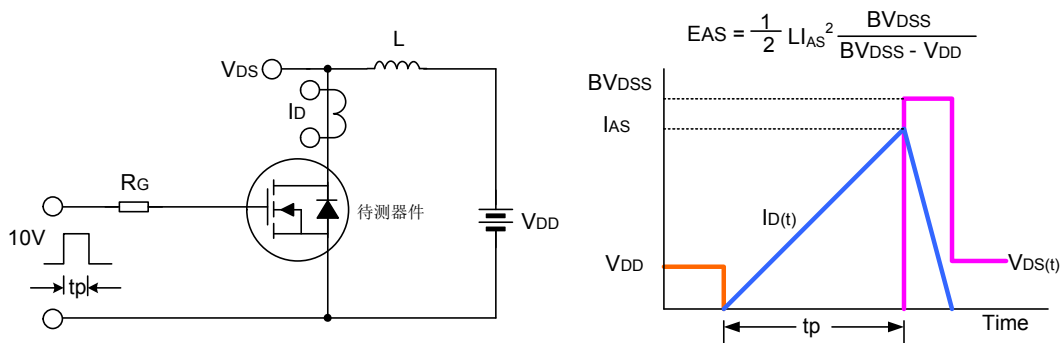 L
VDS
ID
RG
待测器件
VDD
10V
tp
EAS = 1/2 LIAS² BVDSS/(BVDSS - VDD)
BVDSS
IAS
ID(t)
VDD
VDS(t)
tp
Time